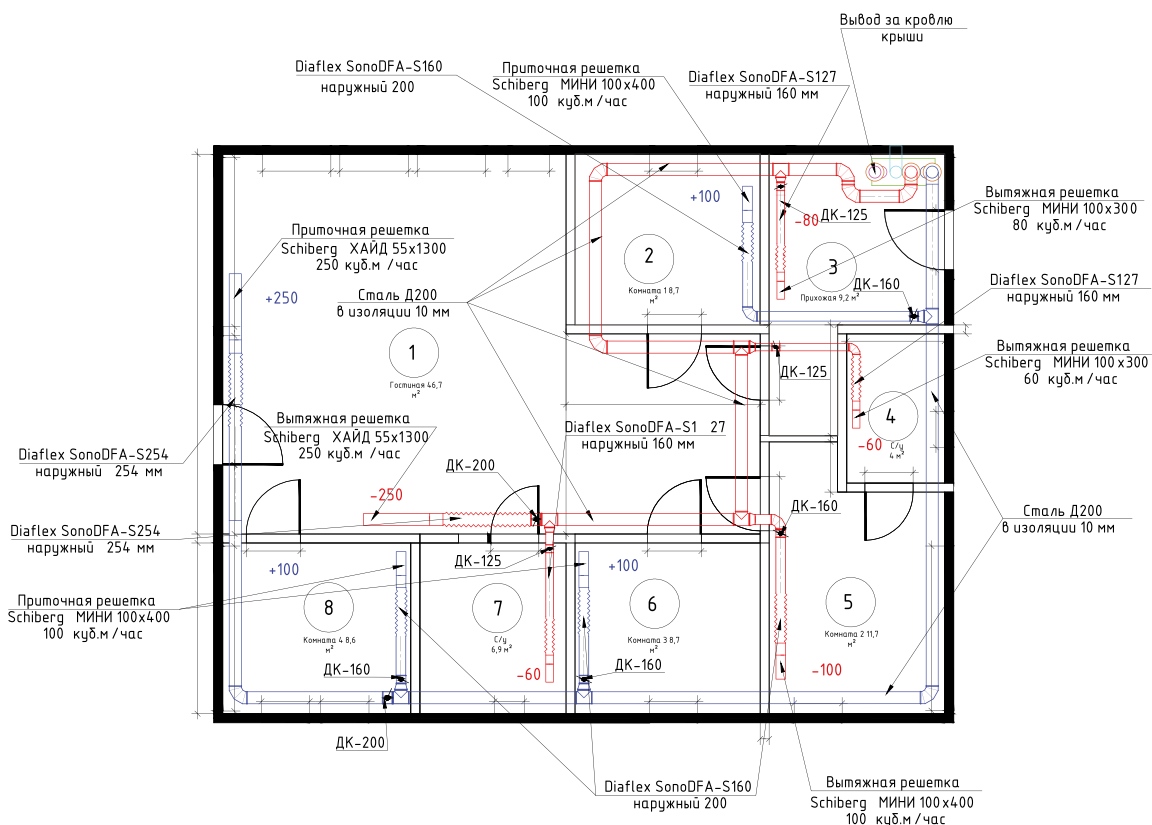 Вывод за кровлю
крыши
Diaflex SonoDFA-S160
наружный 200
Приточная решетка
Schiberg МИНИ 100х400
100 куб.м /час
Diaflex SonoDFA-S127
наружный 160 мм
Вытяжная решетка
Schiberg МИНИ 100х300
80 куб.м /час
+100
-80
ДК-125
Приточная решетка
Schiberg ХАЙД 55х1300
250 куб.м /час
2
Комната 1 8,7
м²
3
Прихожая 9,2 м²
ДК-160
Diaflex SonoDFA-S127
наружный 160 мм
+250
Сталь Д200
в изоляции 10 мм
1
Гостиная 46,7
м²
Вытяжная решетка
Schiberg МИНИ 100х300
60 куб.м /час
ДК-125
4
С/у
4 м²
-60
Вытяжная решетка
Schiberg ХАЙД 55х1300
250 куб.м /час
Diaflex SonoDFA-S1 27
наружный 160 мм
Diaflex SonoDFA-S254
наружный 254 мм
ДК-200
-250
ДК-160
Сталь Д200
в изоляции 10 мм
Diaflex SonoDFA-S254
наружный 254 мм
ДК-125
+100
+100
Приточная решетка
Schiberg МИНИ 100х400
100 куб.м /час
8
Комната 4 8,6
м²
7
С/у
6,9 м²
6
Комната 3 8,7
м²
5
Комната 2 11,7
м²
ДК-160
-60
ДК-160
-100
ДК-200
Diaflex SonoDFA-S160
наружный 200
Вытяжная решетка
Schiberg МИНИ 100х400
100 куб.м /час